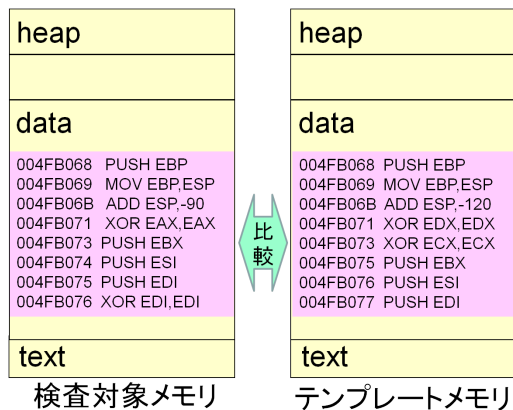 heap
data
004FB068 PUSH EBP
004FB069 MOV EBP,ESP
004FB06B ADD ESP,-90
004FB071 XOR EAX,EAX
004FB073 PUSH EBX
004FB074 PUSH ESI
004FB075 PUSH EDI
004FB076 XOR EDI,EDI
text
検査対象メモリ
比
較
heap
data
004FB068 PUSH EBP
004FB069 MOV EBP,ESP
004FB06B ADD ESP,-120
004FB071 XOR EDX,EDX
004FB073 XOR ECX,ECX
004FB075 PUSH EBX
004FB076 PUSH ESI
004FB077 PUSH EDI
text
テンプレートメモリ